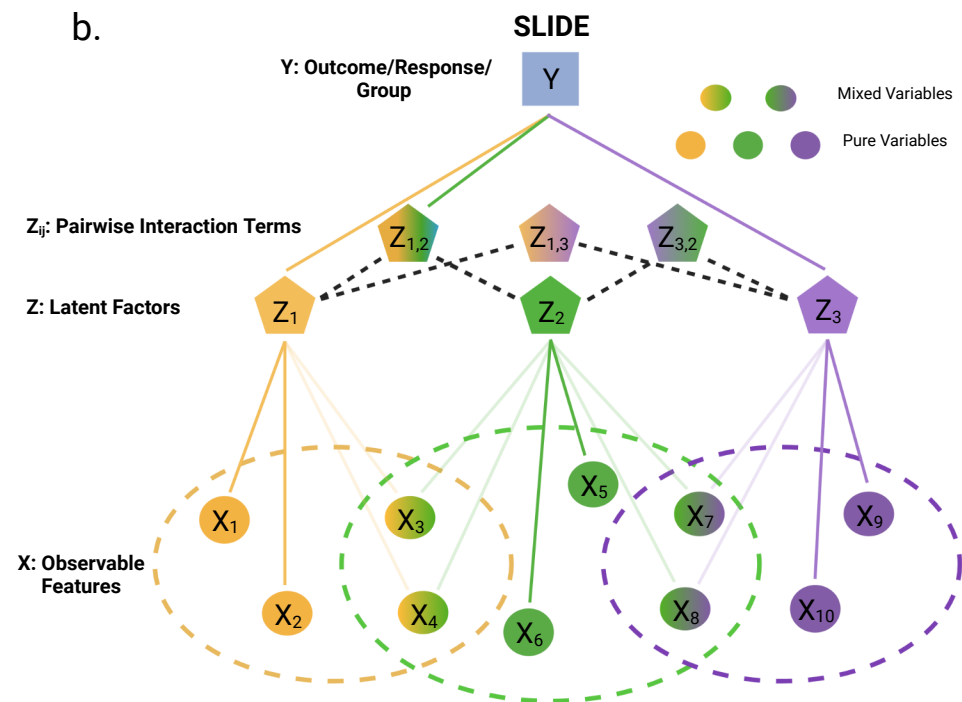 b.
SLIDE
Y: Outcome/Response/
Group
Y
Mixed Variables
Pure Variables
Zij: Pairwise Interaction Terms
Z1,2
Z1,3
Z3,2
Z: Latent Factors
Z1
Z2
Z3
X5
X1
X3
X7
X9
X: Observable
Features
X2
X4
X6
X8
X10